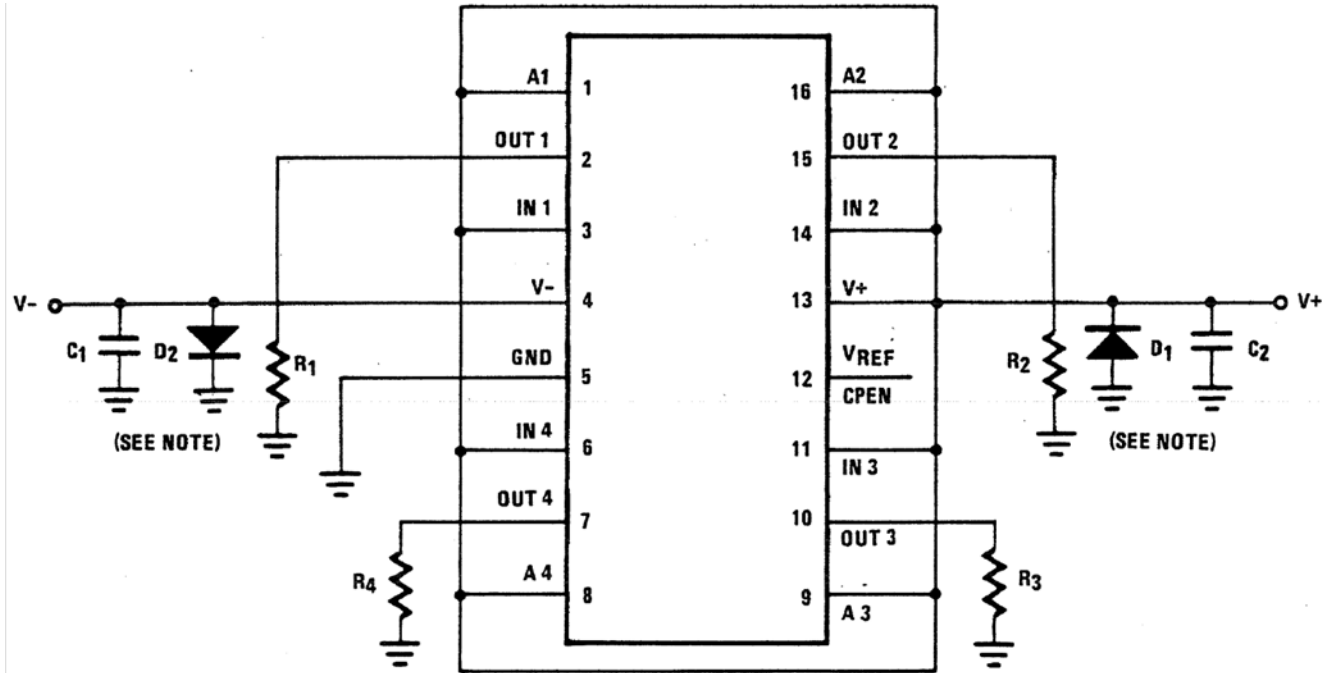 A1
1
16
A2
OUT 1
2
15
OUT 2
IN 1
3
14
IN 2
V-
V-
4
13
V+
V+
C1
D2
R1
GND
5
12
VREF
CPEN
R2
D1
C2
(SEE NOTE)
IN 4
6
11
IN 3
(SEE NOTE)
OUT 4
7
10
OUT 3
R4
A 4
8
9
A 3
R3